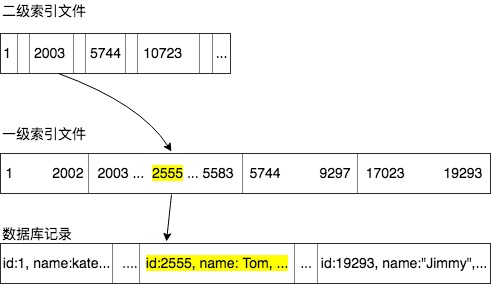 二级索引文件
1 2003 5744 10723 ...
一级索引文件
1 2002 2003 ... 2555 ... 5583 5744 9297 17023 19293
数据库记录
id:1, name:kate... .... id:2555, name: Tom, ... ... id:19293, name:"Jimmy",...